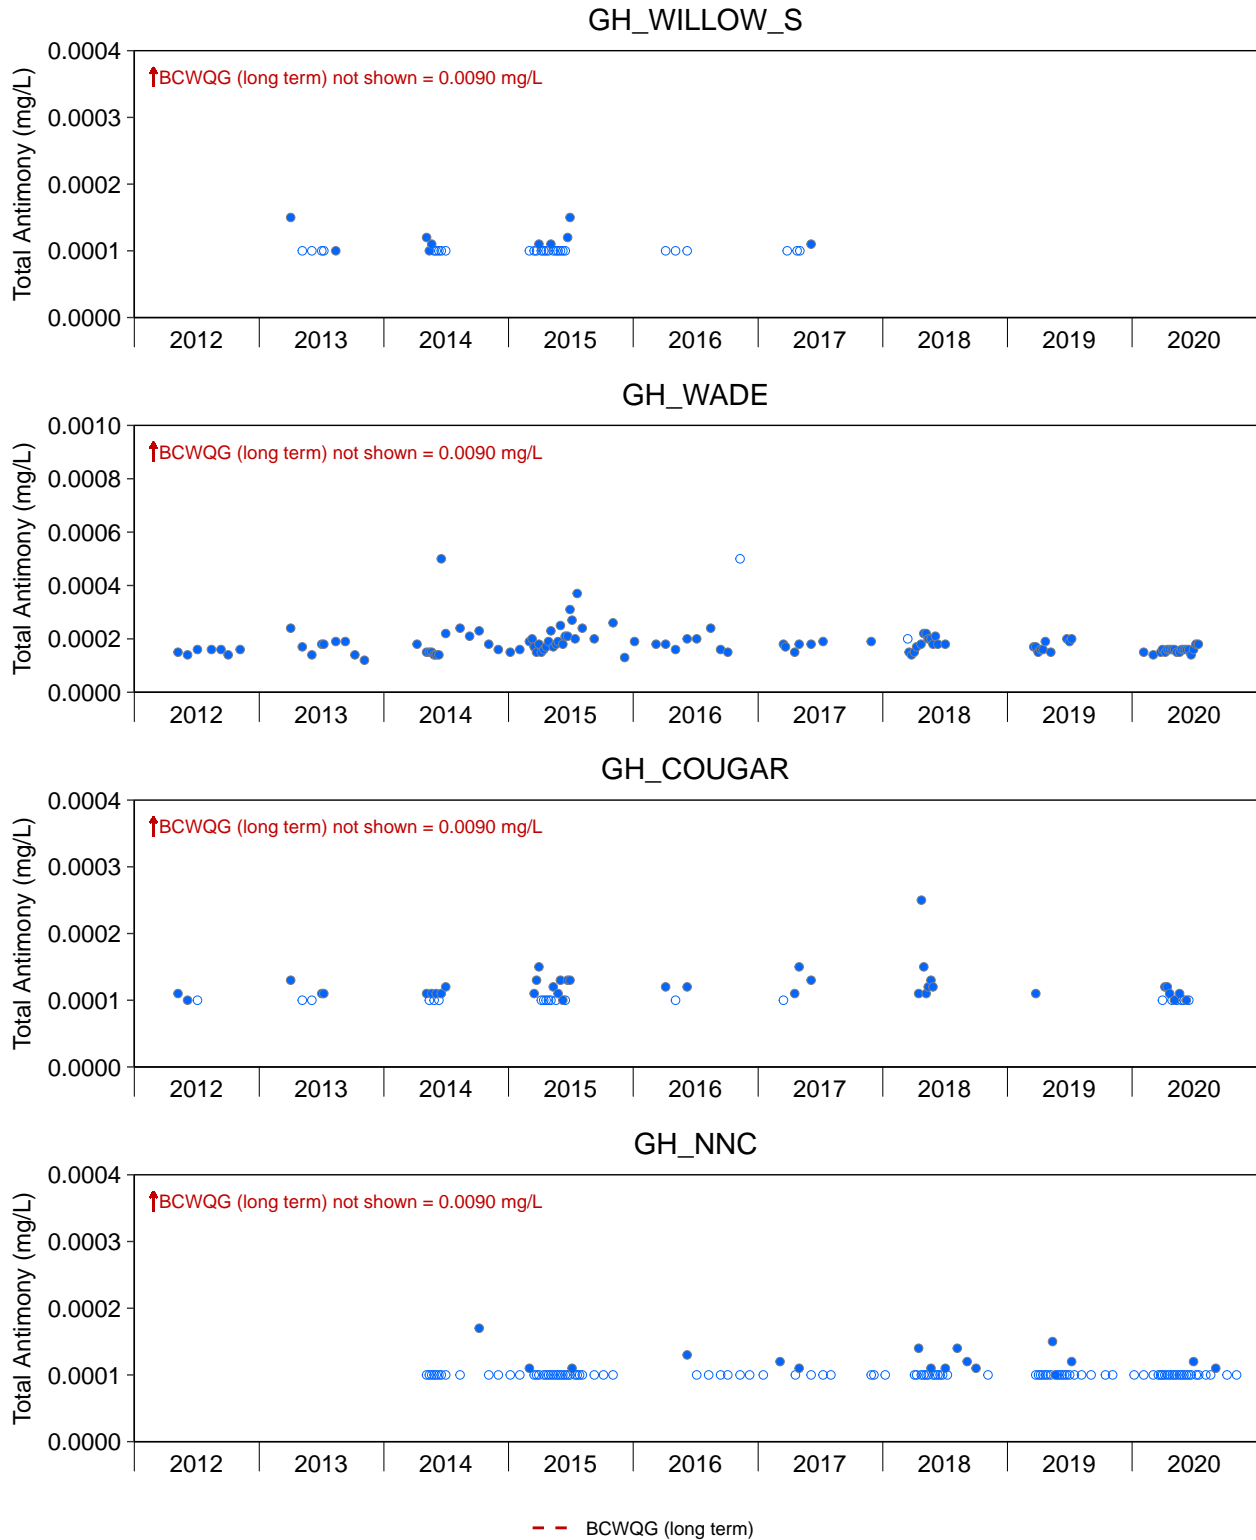 GH_WILLOW_S
Total Antimony (mg/L)
0.0004
0.0003
0.0002
0.0001
0.0000
BCWQG (long term) not shown = 0.0090 mg/L
2012 2013 2014 2015 2016 2017 2018 2019 2020
GH_WADE
Total Antimony (mg/L)
0.0010
0.0008
0.0006
0.0004
0.0002
0.0000
BCWQG (long term) not shown = 0.0090 mg/L
2012 2013 2014 2015 2016 2017 2018 2019 2020
GH_COUGAR
Total Antimony (mg/L)
0.0004
0.0003
0.0002
0.0001
0.0000
BCWQG (long term) not shown = 0.0090 mg/L
2012 2013 2014 2015 2016 2017 2018 2019 2020
GH_NNC
Total Antimony (mg/L)
0.0004
0.0003
0.0002
0.0001
0.0000
BCWQG (long term) not shown = 0.0090 mg/L
2012 2013 2014 2015 2016 2017 2018 2019 2020
BCWQG (long term)